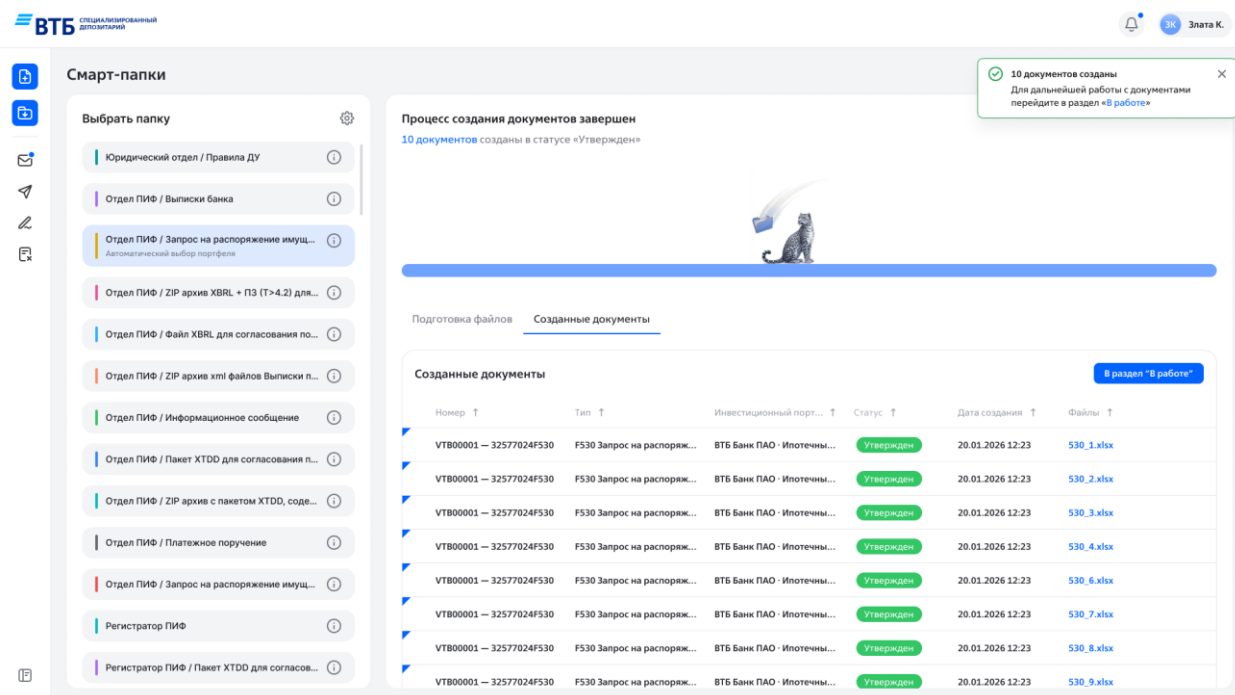 ВТБ СПЕЦИАЛИЗИРОВАННЫЙ
ДЕПОЗИТАРИЙ
ЗК Злата К.
Смарт-папки
10 документов созданы
Для дальнейшей работы с документами
перейдите в раздел «В работе»
Выбрать папку
Юридический отдел / Правила ДУ
Отдел ПИФ / Выписки банка
Отдел ПИФ / Запрос на распоряжение имущ...
Автоматический выбор портфеля
Отдел ПИФ / ZIP архив XBRL + ПЗ (T>4.2) для...
Отдел ПИФ / Файл XBRL для согласования по...
Отдел ПИФ / ZIP архив xml файлов Выписки п...
Отдел ПИФ / Информационное сообщение
Отдел ПИФ / Пакет XTDD для согласования п...
Отдел ПИФ / ZIP архив с пакетом XTDD, соде...
Отдел ПИФ / Платежное поручение
Отдел ПИФ / Запрос на распоряжение имущ...
Регистратор ПИФ
Регистратор ПИФ / Пакет XTDD для согласов...
Процесс создания документов завершен
10 документов созданы в статусе «Утвержден»
Подготовка файлов Созданные документы
Созданные документы В раздел "В работе"
Номер ↑ Тип ↑ Инвестиционный порт... ↑ Статус ↑ Дата создания ↑ Файлы ↑
VTB00001 — 32577024F530 F530 Запрос на распоряж... ВТБ Банк ПАО · Ипотечны... Утвержден 20.01.2026 12:23 530_1.xlsx
VTB00001 — 32577024F530 F530 Запрос на распоряж... ВТБ Банк ПАО · Ипотечны... Утвержден 20.01.2026 12:23 530_2.xlsx
VTB00001 — 32577024F530 F530 Запрос на распоряж... ВТБ Банк ПАО · Ипотечны... Утвержден 20.01.2026 12:23 530_3.xlsx
VTB00001 — 32577024F530 F530 Запрос на распоряж... ВТБ Банк ПАО · Ипотечны... Утвержден 20.01.2026 12:23 530_4.xlsx
VTB00001 — 32577024F530 F530 Запрос на распоряж... ВТБ Банк ПАО · Ипотечны... Утвержден 20.01.2026 12:23 530_6.xlsx
VTB00001 — 32577024F530 F530 Запрос на распоряж... ВТБ Банк ПАО · Ипотечны... Утвержден 20.01.2026 12:23 530_7.xlsx
VTB00001 — 32577024F530 F530 Запрос на распоряж... ВТБ Банк ПАО · Ипотечны... Утвержден 20.01.2026 12:23 530_8.xlsx
VTB00001 — 32577024F530 F530 Запрос на распоряж... ВТБ Банк ПАО · Ипотечны... Утвержден 20.01.2026 12:23 530_9.xlsx